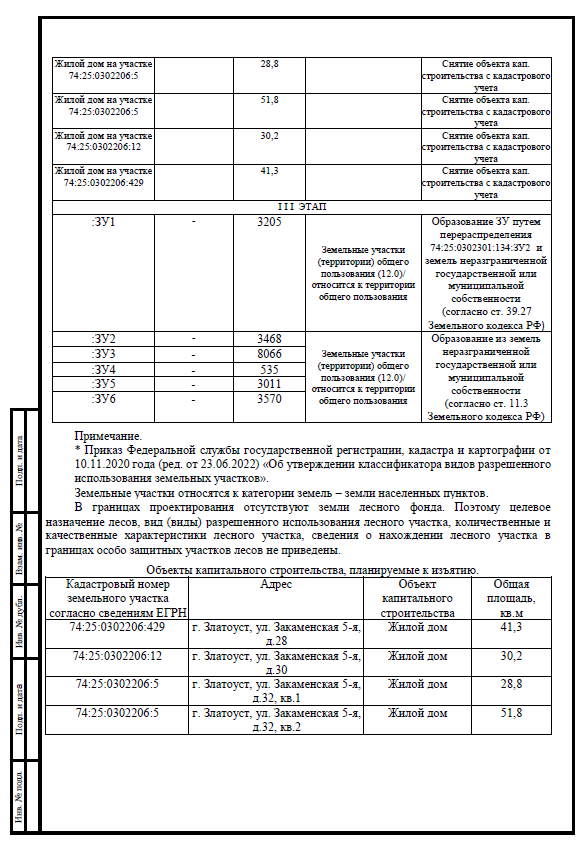 Жилой дом на участке 28,8 Снятие объекта кап.
74:25:0302206:5 строительства с кадастрового
учета
Жилой дом на участке 51,8 Снятие объекта кап.
74:25:0302206:5 строительства с кадастрового
учета
Жилой дом на участке 30,2 Снятие объекта кап.
74:25:0302206:12 строительства с кадастрового
учета
Жилой дом на участке 41,3 Снятие объекта кап.
74:25:0302206:429 строительства с кадастрового
учета
III ЭТАП
:ЗУ1 - 3205
Земельные участки
(территории) общего
пользования (12.0)/
относится к территории
общего пользования
Образование ЗУ путем
перераспределения
74:25:0302301:134:ЗУ2 и
земель неразграниченной
государственной или
муниципальной
собственности
(согласно ст. 39.27
Земельного кодекса РФ)
:ЗУ2 - 3468
:ЗУ3 - 8066
:ЗУ4 - 535
:ЗУ5 - 3011
:ЗУ6 - 3570
Земельные участки
(территории) общего
пользования (12.0)/
относится к территории
общего пользования
Образование из земель
неразграниченной
государственной или
муниципальной
собственности
(согласно ст. 11.3
Земельного кодекса РФ)
Примечание.
* Приказ Федеральной службы государственной регистрации, кадастра и картографии от
10.11.2020 года (ред. от 23.06.2022) «Об утверждении классификатора видов разрешенного
использования земельных участков».
Земельные участки относятся к категории земель – земли населенных пунктов.
В границах проектирования отсутствуют земли лесного фонда. Поэтому целевое
назначение лесов, вид (виды) разрешенного использования лесного участка, количественные и
качественные характеристики лесного участка, сведения о нахождении лесного участка в
границах особо защитных участков лесов не приведены.
Объекты капитального строительства, планируемые к изъятию.
Кадастровый номер Адрес Объект Общая
земельного участка капитального площадь,
согласно сведениям ЕГРН строительства кв.м
74:25:0302206:429 г. Златоуст, ул. Закаменская 5-я, Жилой дом 41,3
д.28
74:25:0302206:12 г. Златоуст, ул. Закаменская 5-я, Жилой дом 30,2
д.30
74:25:0302206:5 г. Златоуст, ул. Закаменская 5-я, Жилой дом 28,8
д.32, кв.1
74:25:0302206:5 г. Златоуст, ул. Закаменская 5-я, Жилой дом 51,8
д.32, кв.2
Подп. и дата
Взам. инв. №
Инв. № дубл.
Подп. и дата
Инв. № подл.